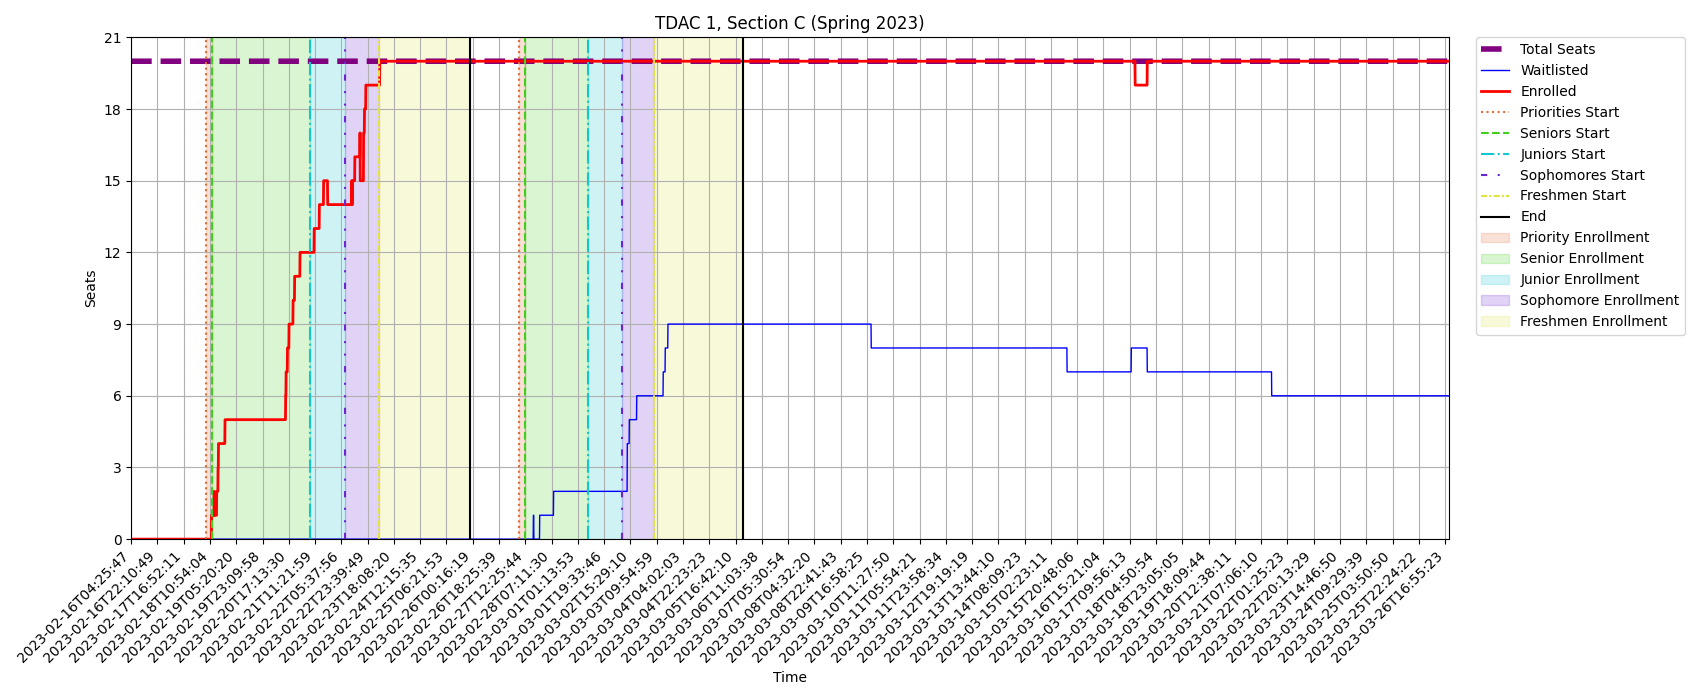 TDAC 1, Section C (Spring 2023)
21
18
15
12
9
6
3
0
Seats
2023-02-16T04:25:47
2023-02-16T22:10:49
2023-02-17T16:52:11
2023-02-18T10:54:04
2023-02-19T05:20:20
2023-02-19T23:09:58
2023-02-20T17:13:30
2023-02-21T11:21:59
2023-02-22T05:37:56
2023-02-22T23:39:49
2023-02-23T18:08:20
2023-02-24T12:15:35
2023-02-25T06:21:53
2023-02-26T00:16:19
2023-02-26T18:25:39
2023-02-27T12:25:44
2023-02-28T07:11:30
2023-03-01T01:13:53
2023-03-01T19:33:46
2023-03-02T15:29:10
2023-03-03T09:54:59
2023-03-04T04:02:03
2023-03-04T22:23:23
2023-03-05T16:42:10
2023-03-06T11:03:38
2023-03-07T05:30:54
2023-03-08T04:32:20
2023-03-08T22:41:43
2023-03-09T16:58:25
2023-03-10T11:27:50
2023-03-11T05:54:21
2023-03-11T23:58:34
2023-03-12T19:19:19
2023-03-13T13:44:10
2023-03-14T08:09:23
2023-03-15T02:23:11
2023-03-15T20:48:06
2023-03-16T15:21:04
2023-03-17T09:56:13
2023-03-18T04:50:54
2023-03-18T23:05:05
2023-03-19T18:09:44
2023-03-20T12:38:11
2023-03-21T07:06:10
2023-03-22T01:25:23
2023-03-22T20:13:29
2023-03-23T14:46:50
2023-03-24T09:29:39
2023-03-25T03:50:50
2023-03-25T22:24:22
2023-03-26T16:55:23
Time
Total Seats
Waitlisted
Enrolled
Priorities Start
Seniors Start
Juniors Start
Sophomores Start
Freshmen Start
End
Priority Enrollment
Senior Enrollment
Junior Enrollment
Sophomore Enrollment
Freshmen Enrollment